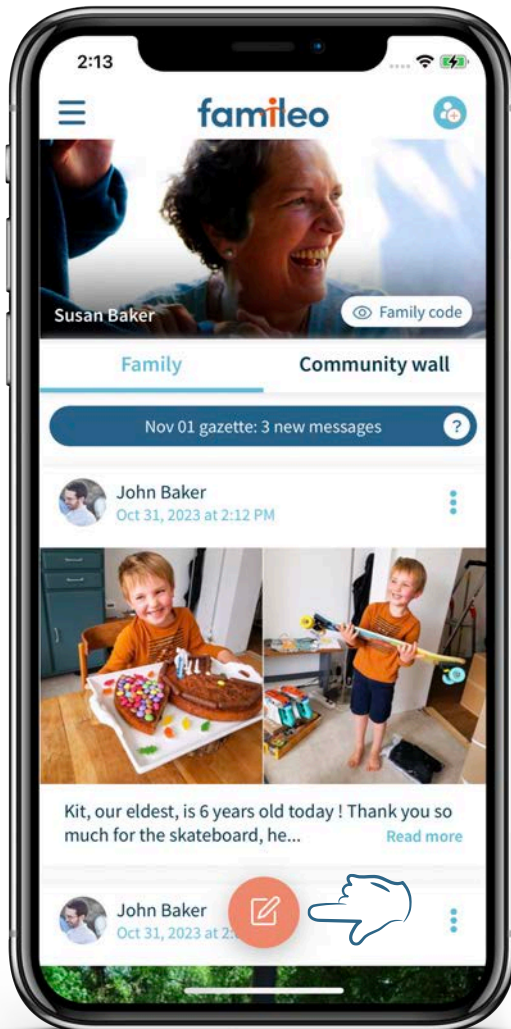 2:13
famileo
Susan Baker
Family code
Family
Community wall
Nov 01 gazette: 3 new messages
?
John Baker
Oct 31, 2023 at 2:12 PM
Kit, our eldest, is 6 years old today ! Thank you so
much for the skateboard, he...
Read more
John Baker
Oct 31, 2023 at 2: